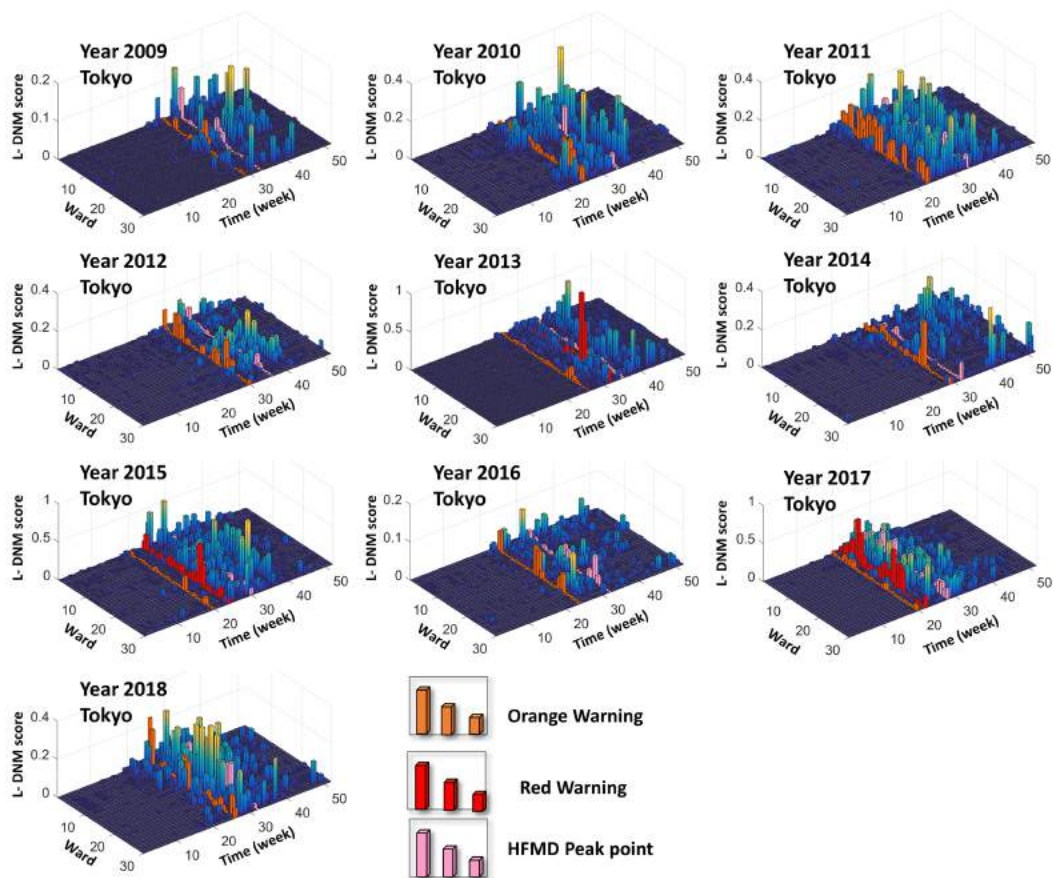 Year 2009
Tokyo
L- DNM score
0.2
0.1
0
10
20
30
Ward
10
20
30
40
50
Time (week)
Year 2010
Tokyo
L- DNM score
0.4
0.2
0
10
20
30
Ward
10
20
30
40
50
Time (week)
Year 2011
Tokyo
L- DNM score
0.4
0.2
0
10
20
30
Ward
10
20
30
40
50
Time (week)
Year 2012
Tokyo
L- DNM score
0.4
0.2
0
10
20
30
Ward
10
20
30
40
50
Time (week)
Year 2013
Tokyo
L- DNM score
1
0.5
0
10
20
30
Ward
10
20
30
40
50
Time (week)
Year 2014
Tokyo
L- DNM score
0.4
0.2
0
10
20
30
Ward
10
20
30
40
50
Time (week)
Year 2015
Tokyo
L- DNM score
1
0.5
0
10
20
30
Ward
10
20
30
40
50
Time (week)
Year 2016
Tokyo
L- DNM score
0.2
0.1
0
10
20
30
Ward
10
20
30
40
50
Time (week)
Year 2017
Tokyo
L- DNM score
1
0.5
0
10
20
30
Ward
10
20
30
40
50
Time (week)
Year 2018
Tokyo
L- DNM score
0.4
0.2
0
10
20
30
Ward
10
20
30
40
50
Time (week)
Orange Warning
Red Warning
HFMD Peak point